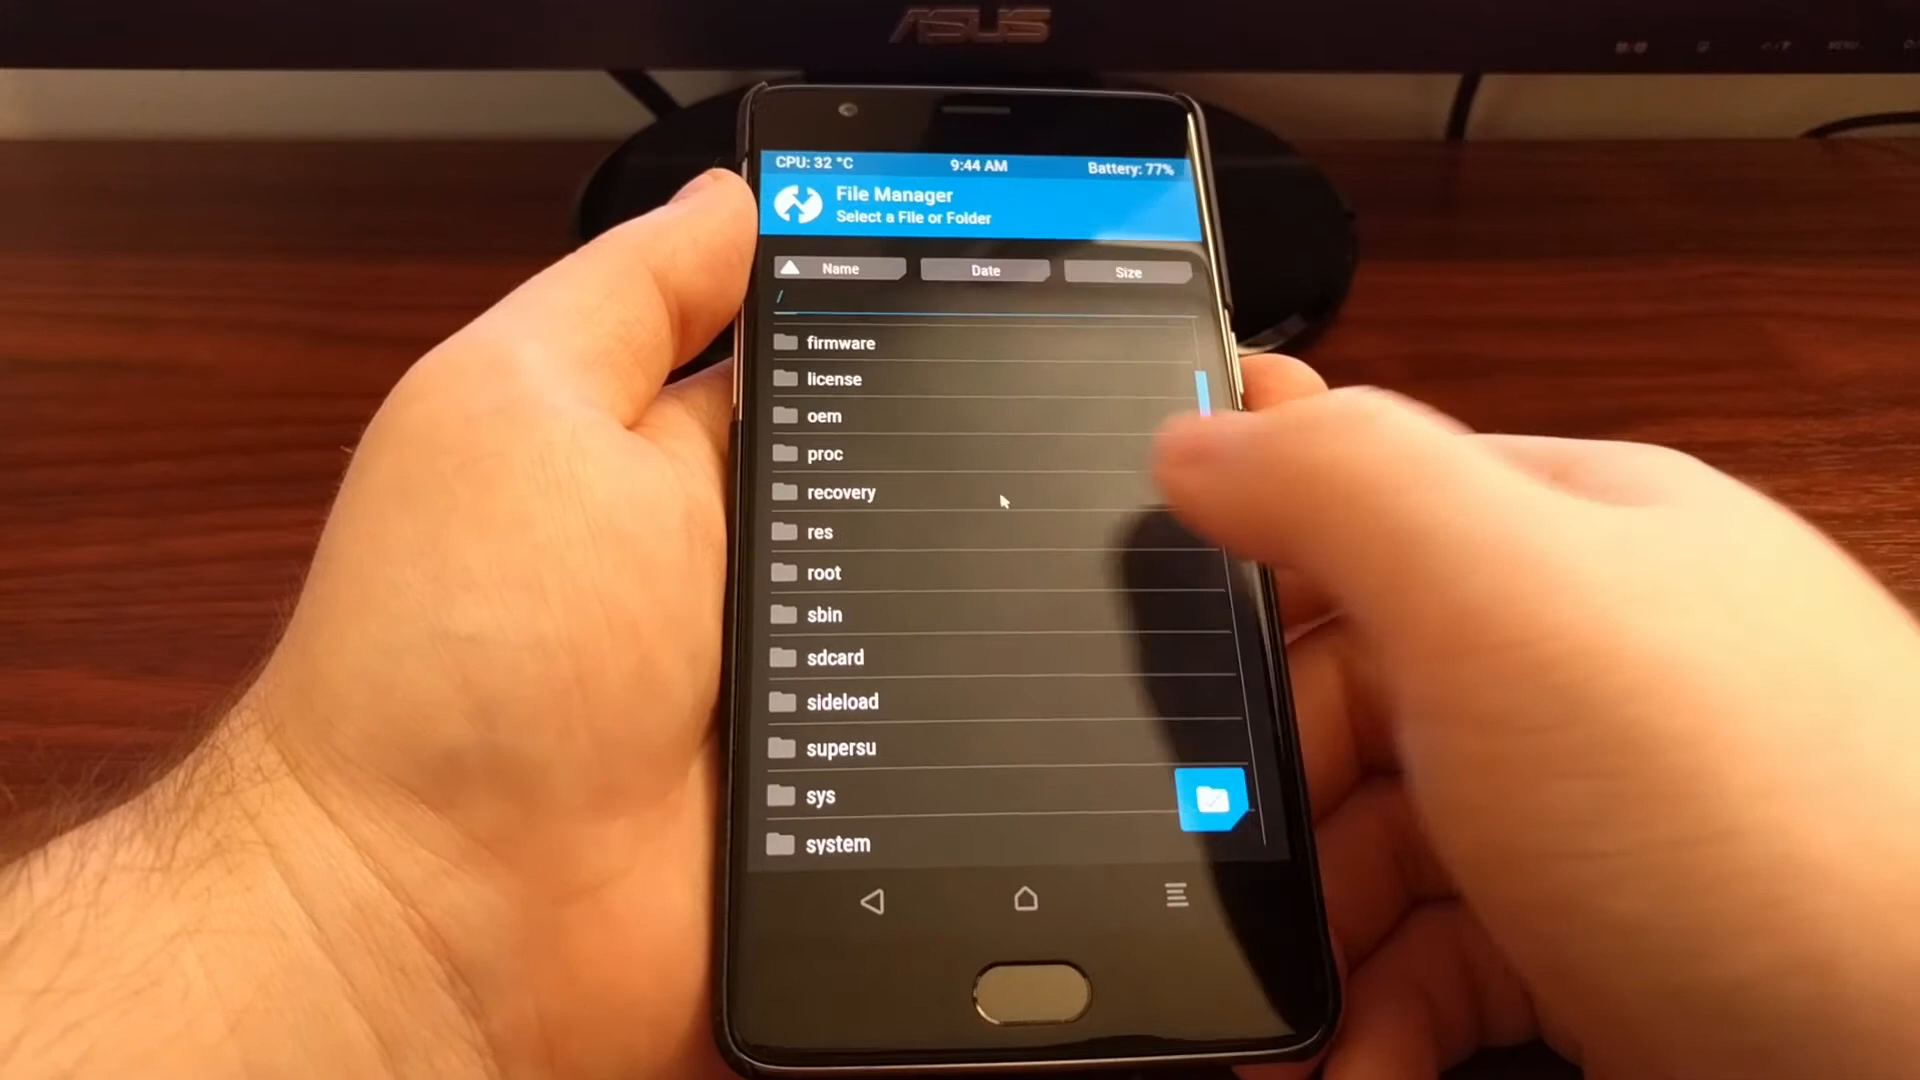 ASUS
CPU: 32 °C 9:44 AM Battery: 77%
File Manager
Select a File or Folder
Name Date Size
/
firmware
license
oem
proc
recovery
res
root
sbin
sdcard
sideload
supersu
sys
system